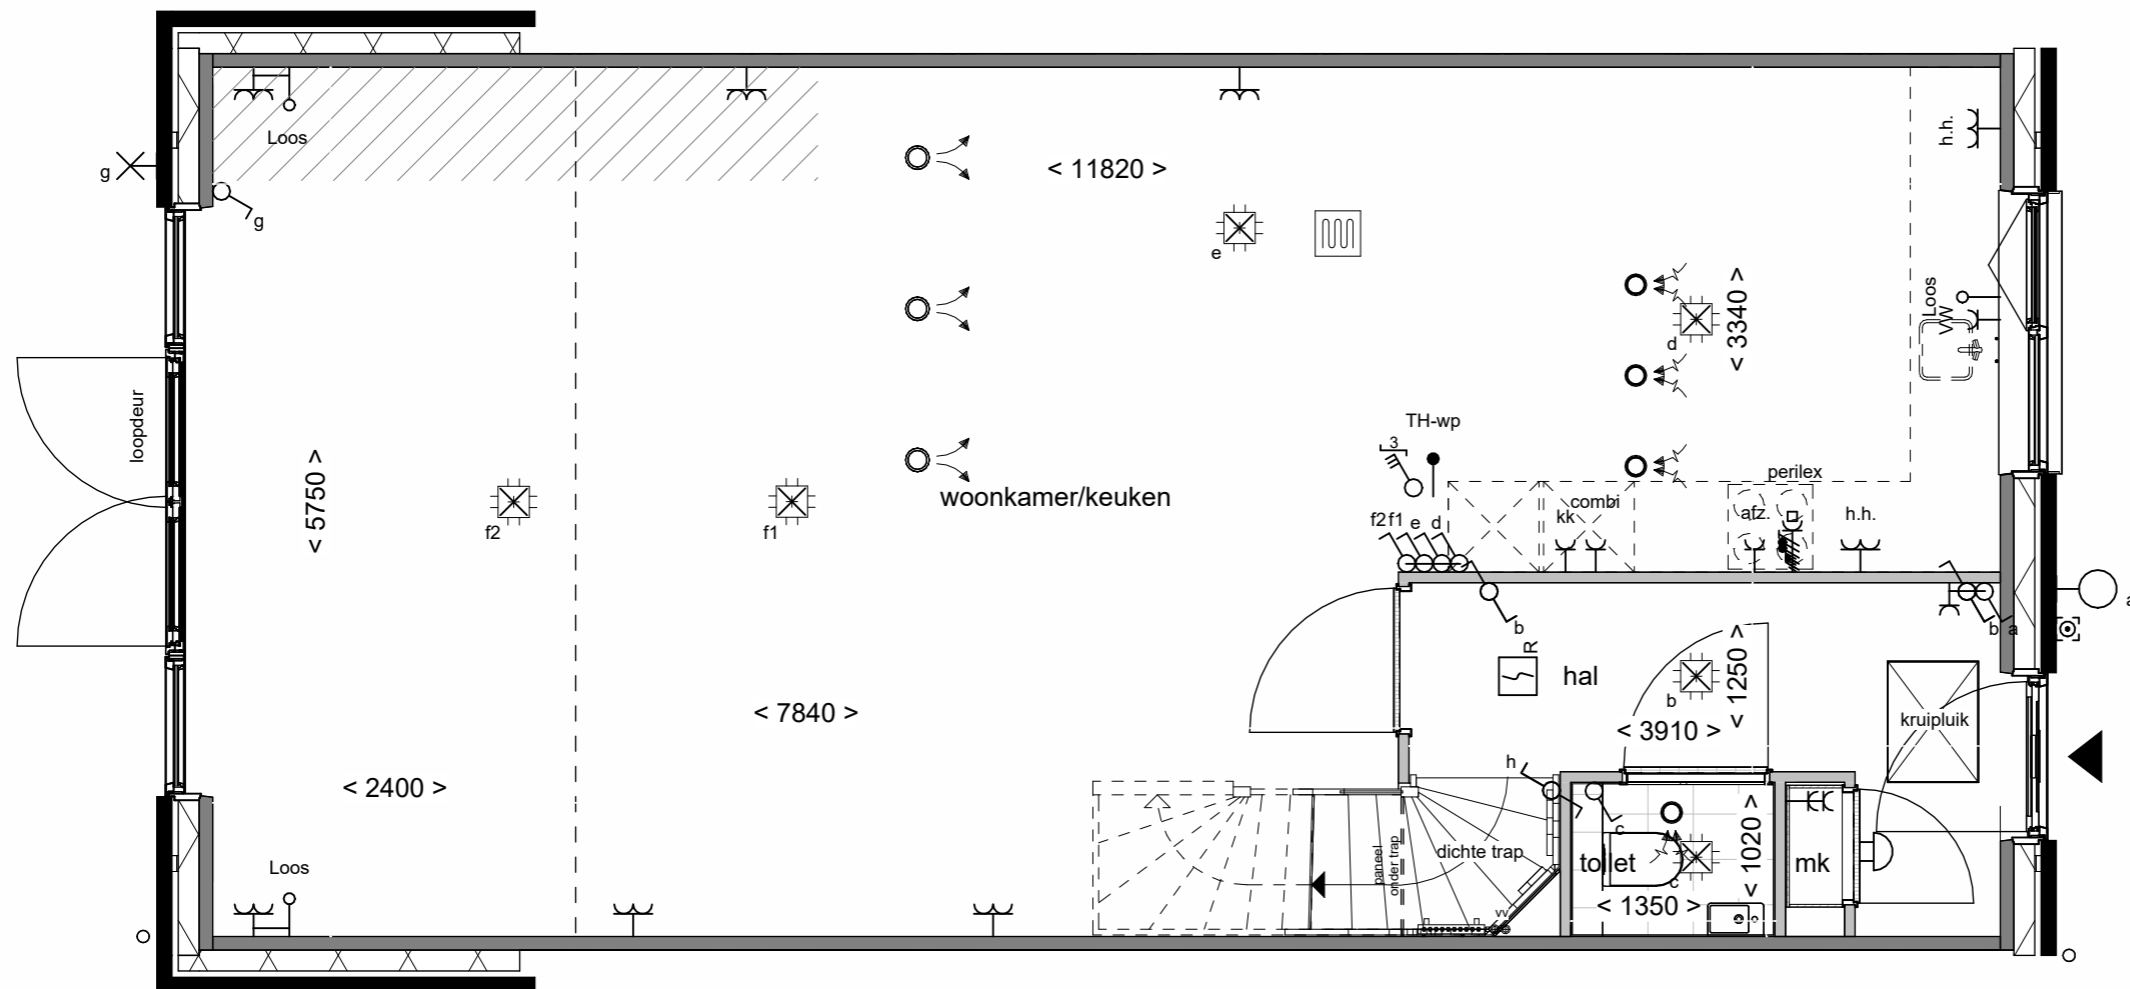 Loos
h.h.
g
< 11820 >
g
e
Loos
VW
< 3340 >
d
loopdeur
TH-wp
3
perilex
< 5750 >
woonkamer/keuken
combi
kk
afz.
h.h.
f2
f1
f2
f1
e
d
b
b
a
a
R
hal
< 1250 >
b
< 3910 >
kruipluik
< 7840 >
h
< 2400 >
c
paneel
onder trap
dichte trap
toilet
< 1020 >
mk
Loos
c
< 1350 >
vv